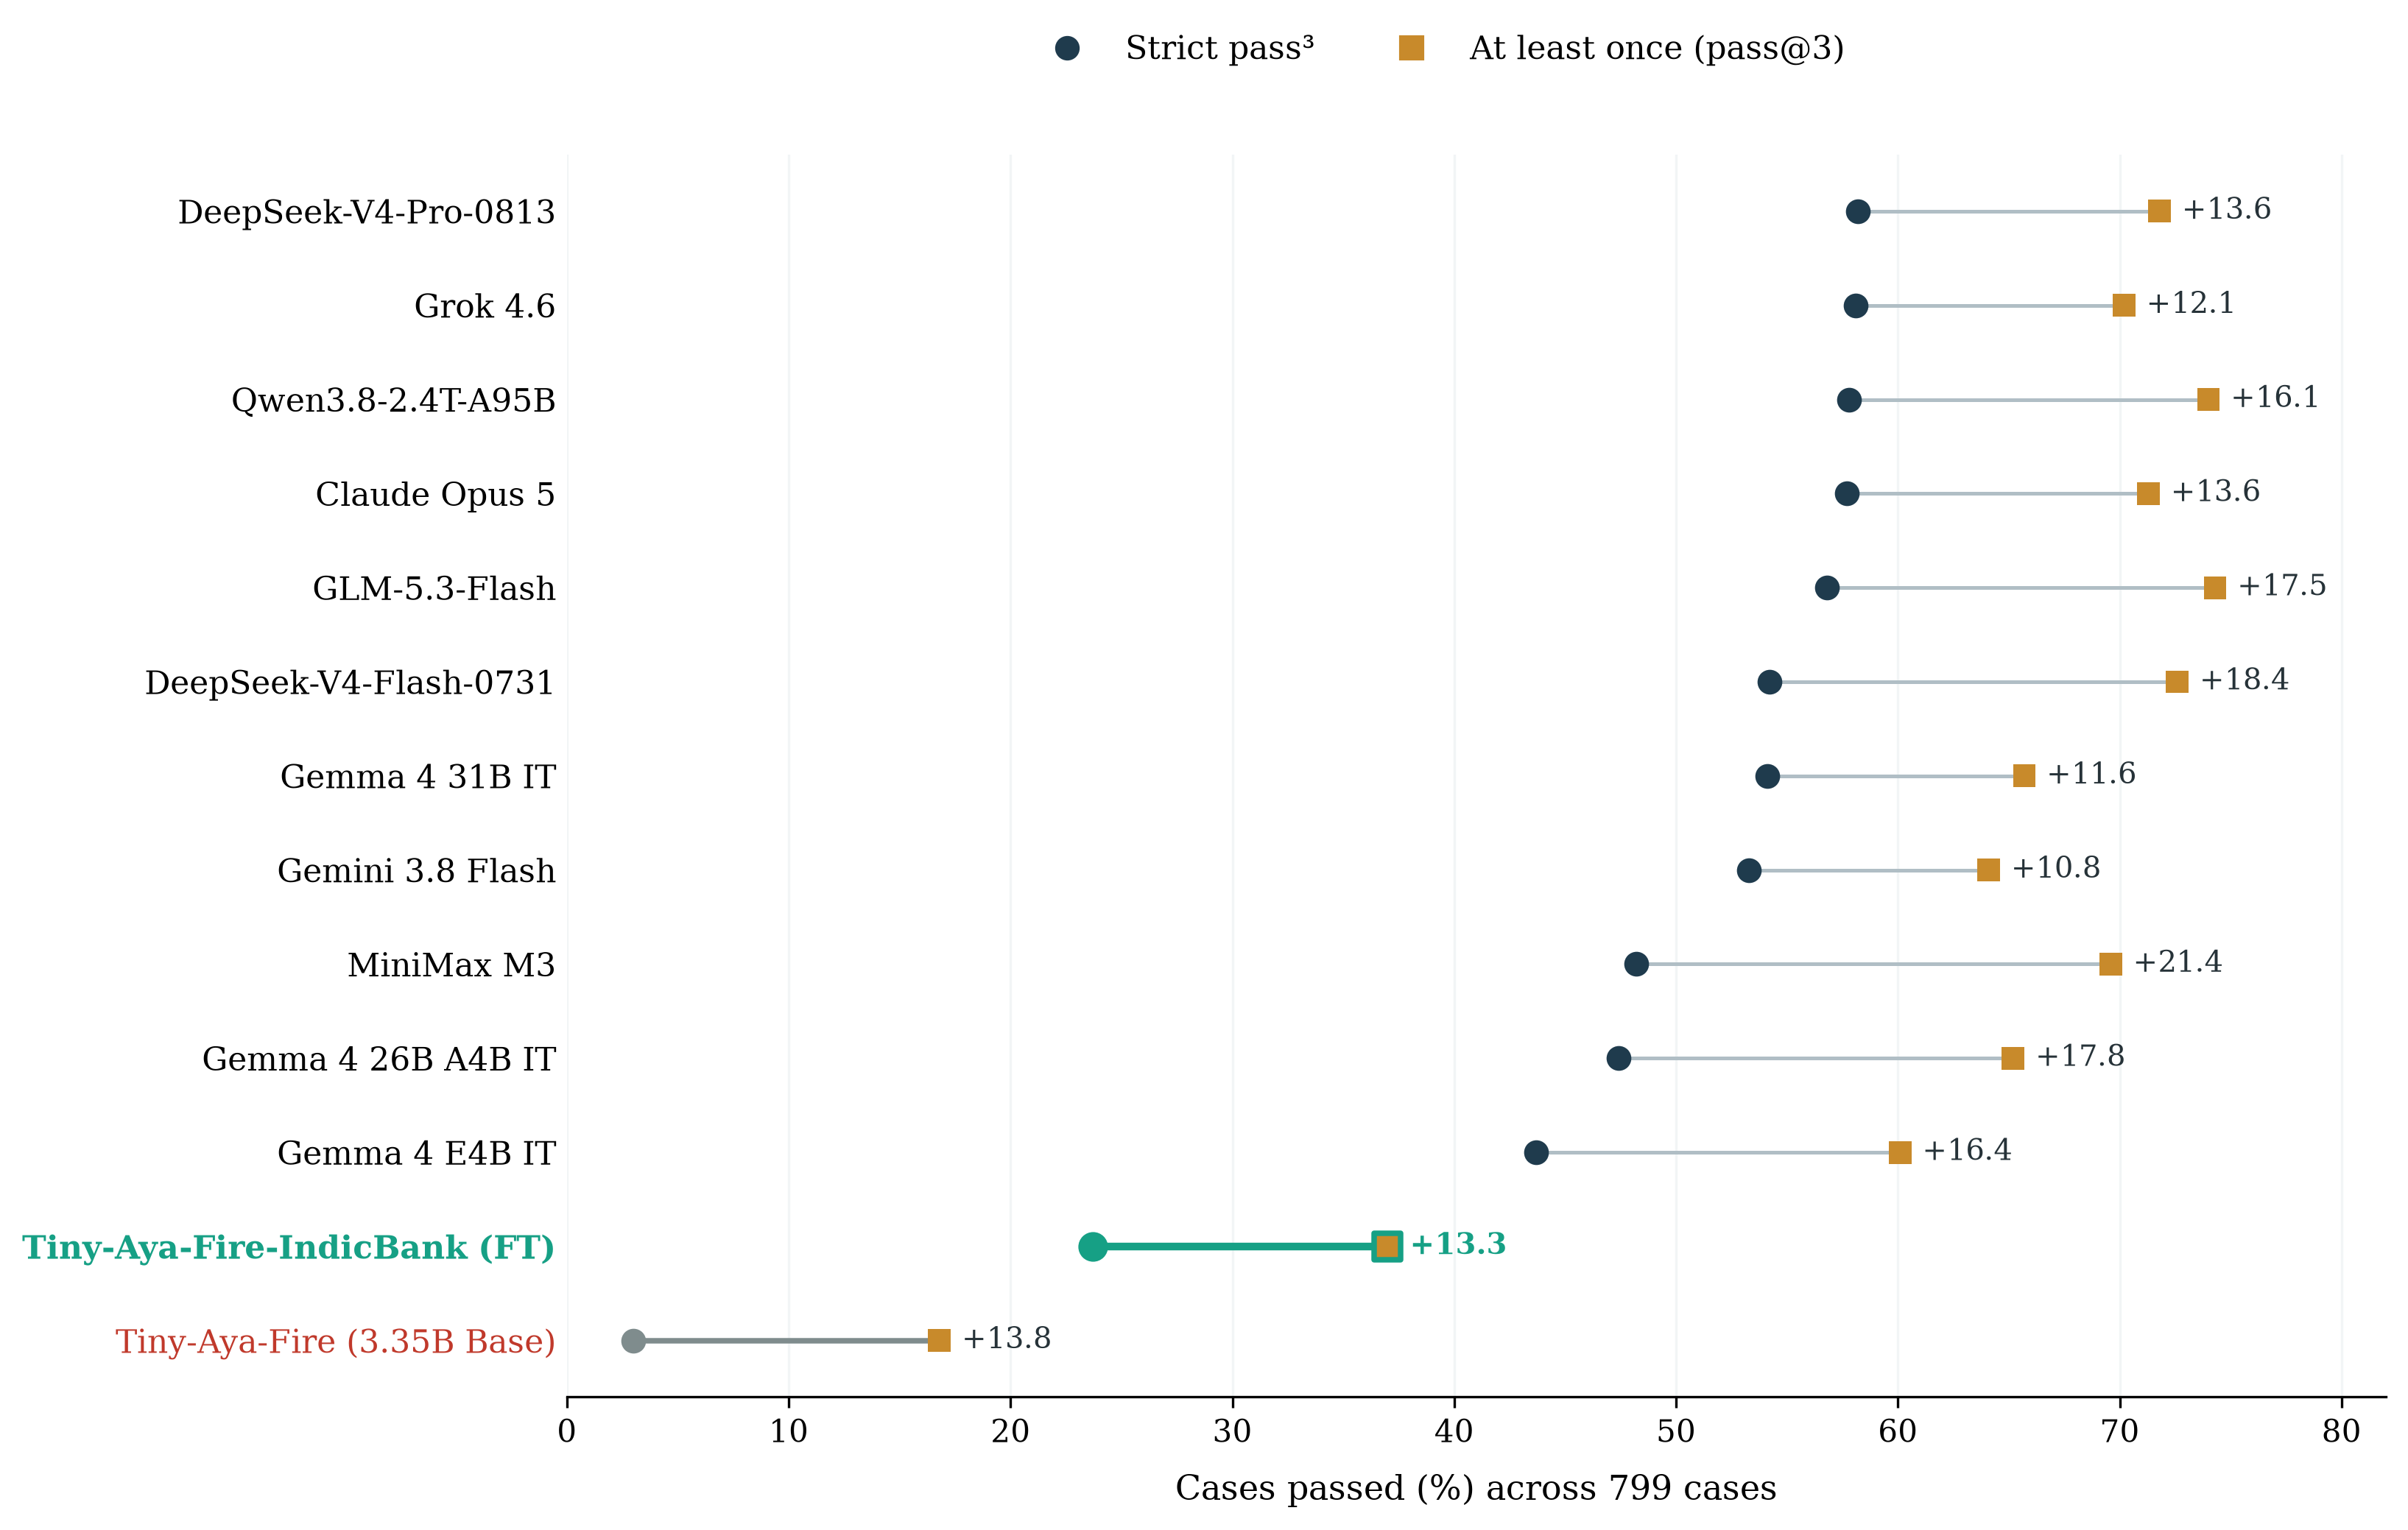 Strict pass³ At least once (pass@3)
DeepSeek-V4-Pro-0813 +13.6
Grok 4.6 +12.1
Qwen3.8-2.4T-A95B +16.1
Claude Opus 5 +13.6
GLM-5.3-Flash +17.5
DeepSeek-V4-Flash-0731 +18.4
Gemma 4 31B IT +11.6
Gemini 3.8 Flash +10.8
MiniMax M3 +21.4
Gemma 4 26B A4B IT +17.8
Gemma 4 E4B IT +16.4
Tiny-Aya-Fire-IndicBank (FT) +13.3
Tiny-Aya-Fire (3.35B Base) +13.8
0 10 20 30 40 50 60 70 80
Cases passed (%) across 799 cases